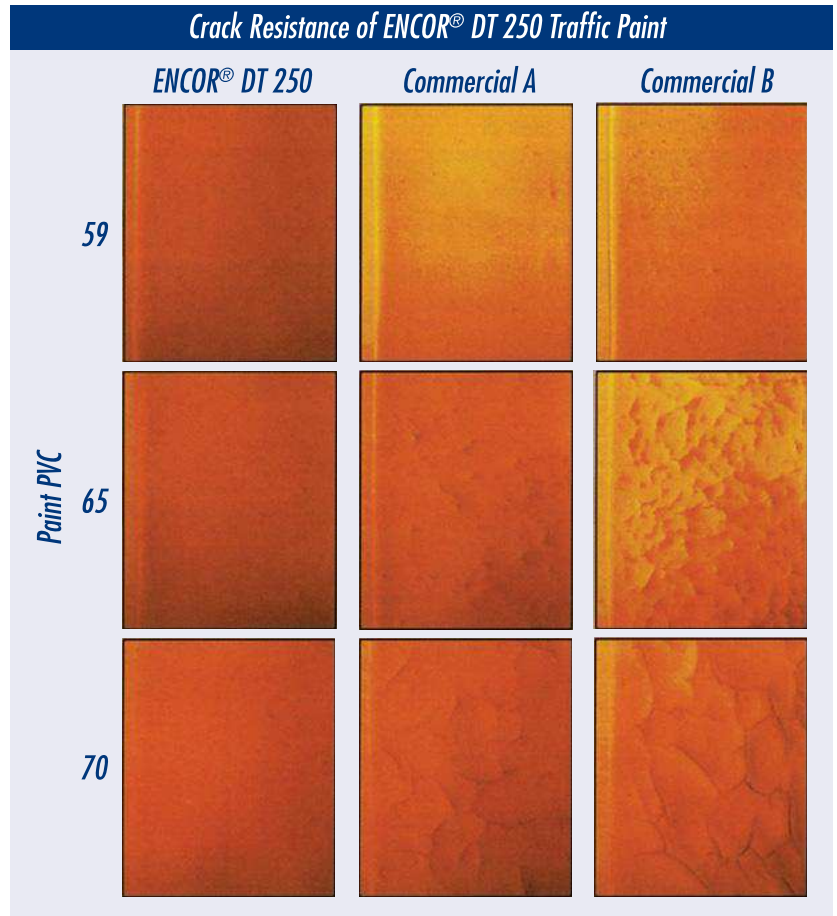 Crack Resistance of ENCOR® DT 250 Traffic Paint
ENCOR® DT 250 Commercial A Commercial B
59
Paint PVC
65
70